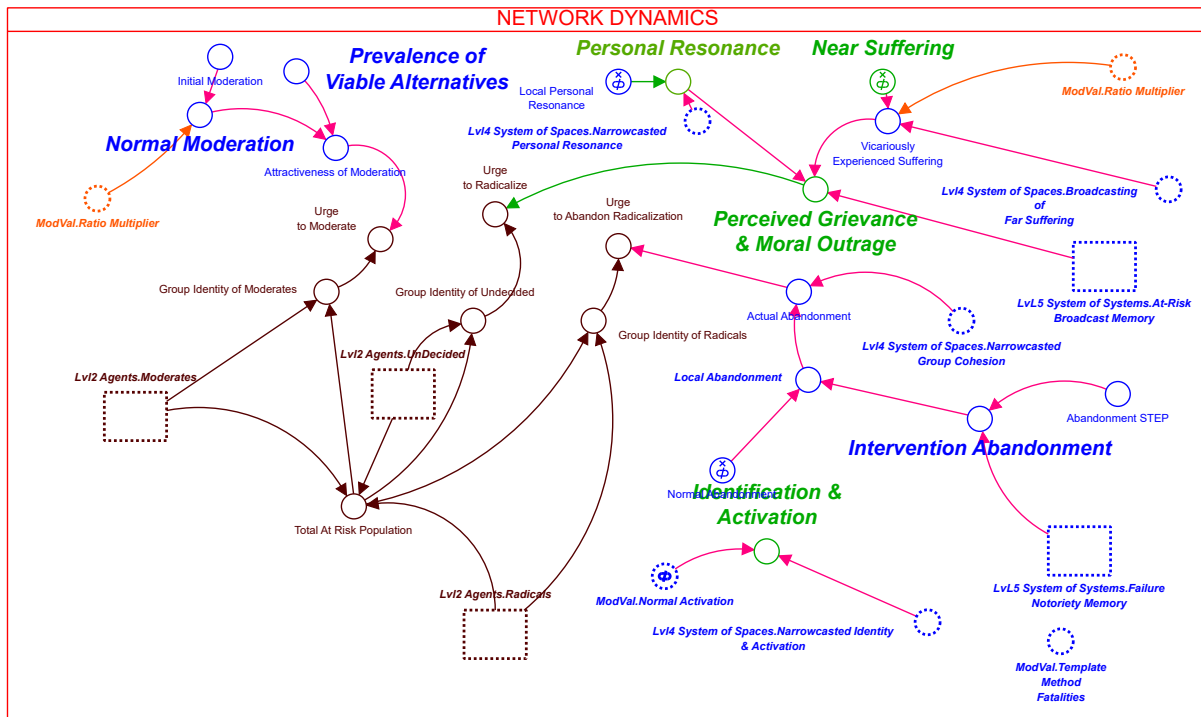 NETWORK DYNAMICS
Prevalence of
Viable Alternatives
Personal Resonance
Near Suffering
Initial Moderation
Local Personal
Resonance
ModVal.Ratio Multiplier
Normal Moderation
Lvl4 System of Spaces.Narrowcasted
Personal Resonance
Vicariously
Experienced Suffering
Attractiveness of Moderation
Urge
to Radicalize
Lvl4 System of Spaces.Broadcasting
of
Far Suffering
ModVal.Ratio Multiplier
Urge
to Moderate
Urge
to Abandon Radicalization
Perceived Grievance
& Moral Outrage
Group Identity of Moderates
Group Identity of Undecided
Actual Abandonment
LvL5 System of Systems.At-Risk
Broadcast Memory
Group Identity of Radicals
Lvl4 System of Spaces.Narrowcasted
Group Cohesion
Lvl2 Agents.UnDecided
Lvl2 Agents.Moderates
Local Abandonment
Abandonment STEP
Intervention Abandonment
Normal Abandonment
Identification &
Activation
Total At Risk Population
Lvl2 Agents.Radicals
ModVal.Normal Activation
LvL5 System of Systems.Failure
Notoriety Memory
Lvl4 System of Spaces.Narrowcasted Identity
& Activation
ModVal.Template
Method
Fatalities